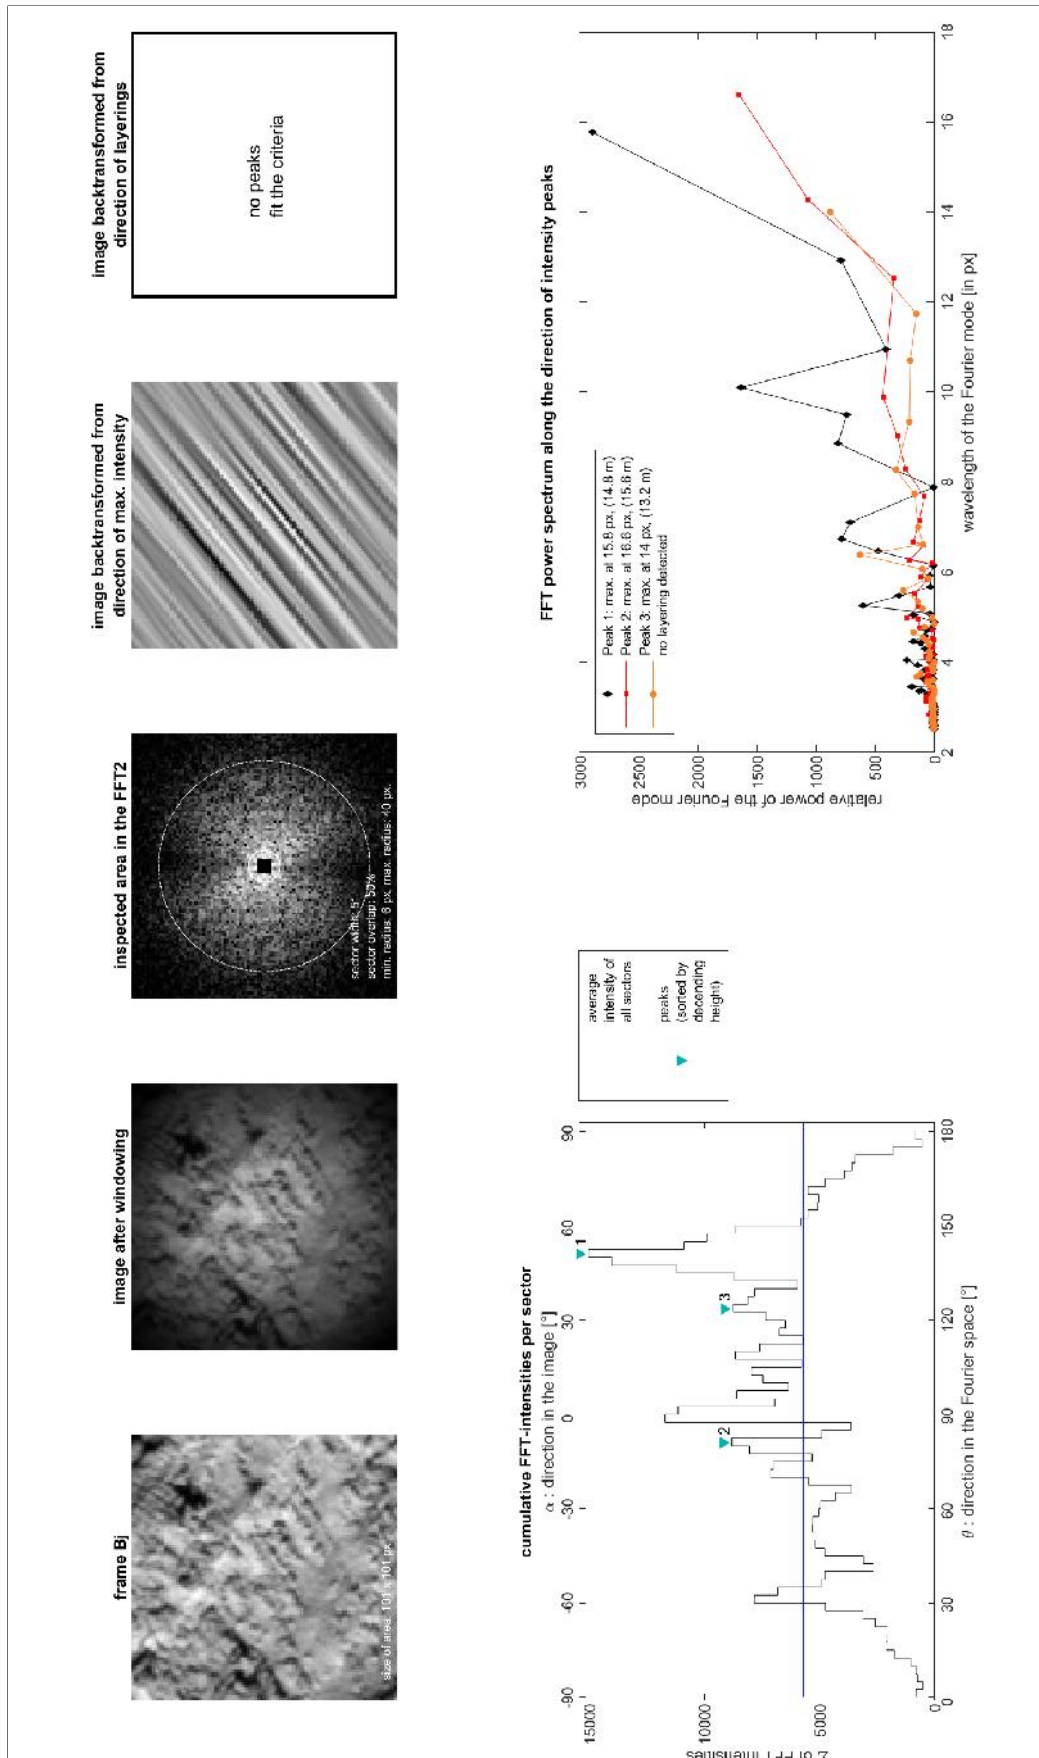 frame Bj
size of area: 101 x 101 px
image after windowing
inspected area in the FFT2
sector width: 5°
sector overlap: 50%
min. radius: 6 px, max. radius: 40 px,
image backtransformed from
direction of max. intensity
image backtransformed from
direction of layerings
no peaks
fit the criteria
cumulative FFT-intensities per sector
α : direction in the image [°]
-90 -60 -30 0 30 60 90
15000
10000
5000
0
Σ of FFT intensities
1
2
3
0 30 60 90 120 150 180
θ : direction in the Fourier space [°]
average
intensity of
all sectors
peaks
(sorted by
decending
height)
FFT power spectrum along the direction of intensity peaks
3000
2500
2000
1500
1000
500
0
relative power of the Fourier mode
Peak 1: max. at 15.8 px, (14.8 m)
Peak 2: max. at 16.6 px, (15.6 m)
Peak 3: max. at 14 px, (13.2 m)
no layering detected
2 4 6 8 10 12 14 16 18
wavelength of the Fourier mode [in px]